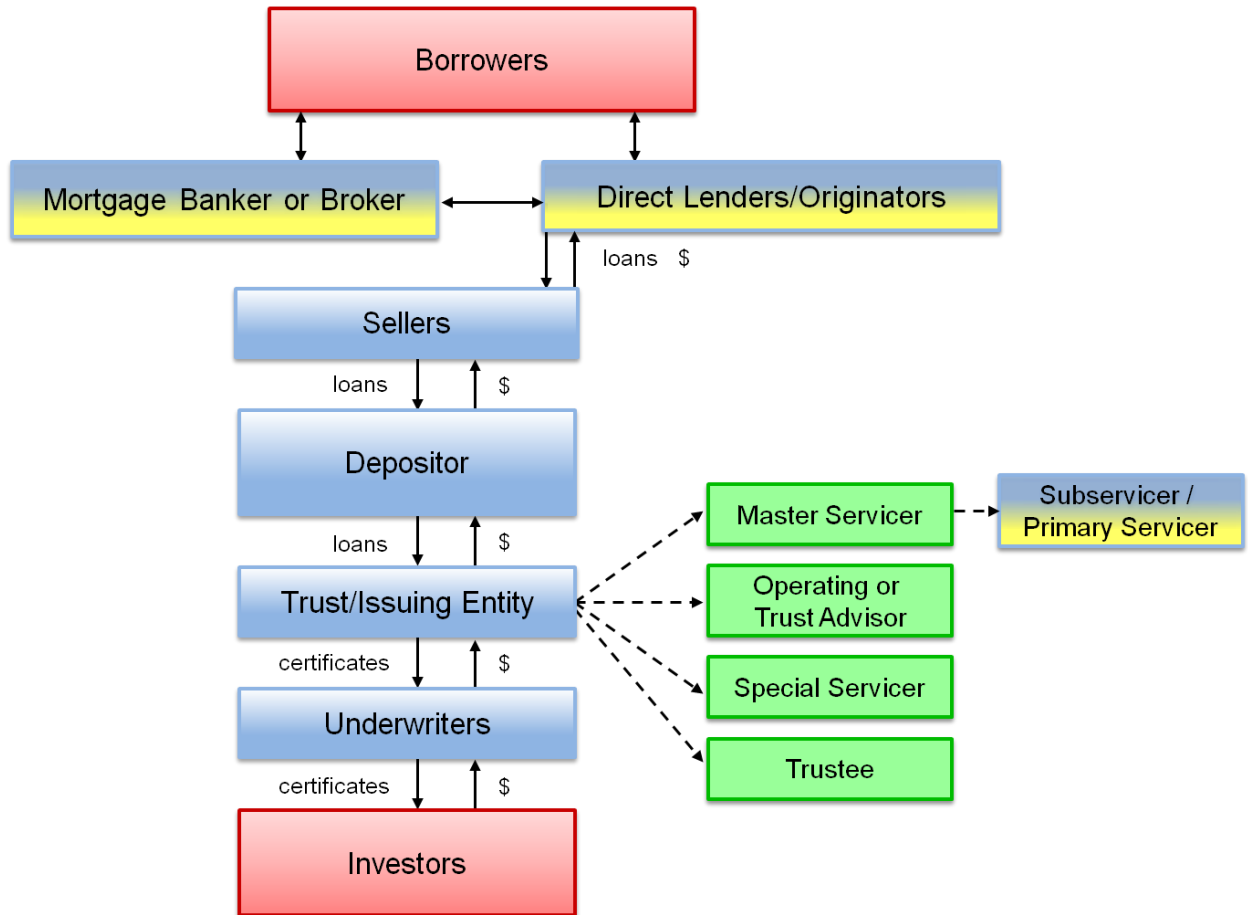 Borrowers
Mortgage Banker or Broker
Direct Lenders/Originators
loans $
Sellers
loans $
Depositor
loans $
Master Servicer
Subservicer /
Primary Servicer
Operating or
Trust Advisor
Trust/Issuing Entity
certificates $
Special Servicer
Underwriters
Trustee
certificates $
Investors